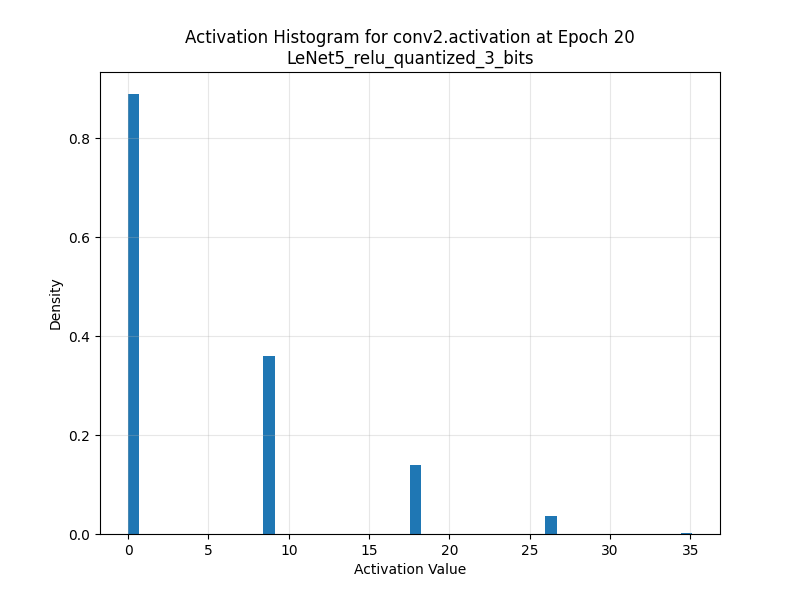 Activation Histogram for conv2.activation at Epoch 20
LeNet5_relu_quantized_3_bits
0.8
0.6
0.4
0.2
0.0
Density
0 5 10 15 20 25 30 35
Activation Value